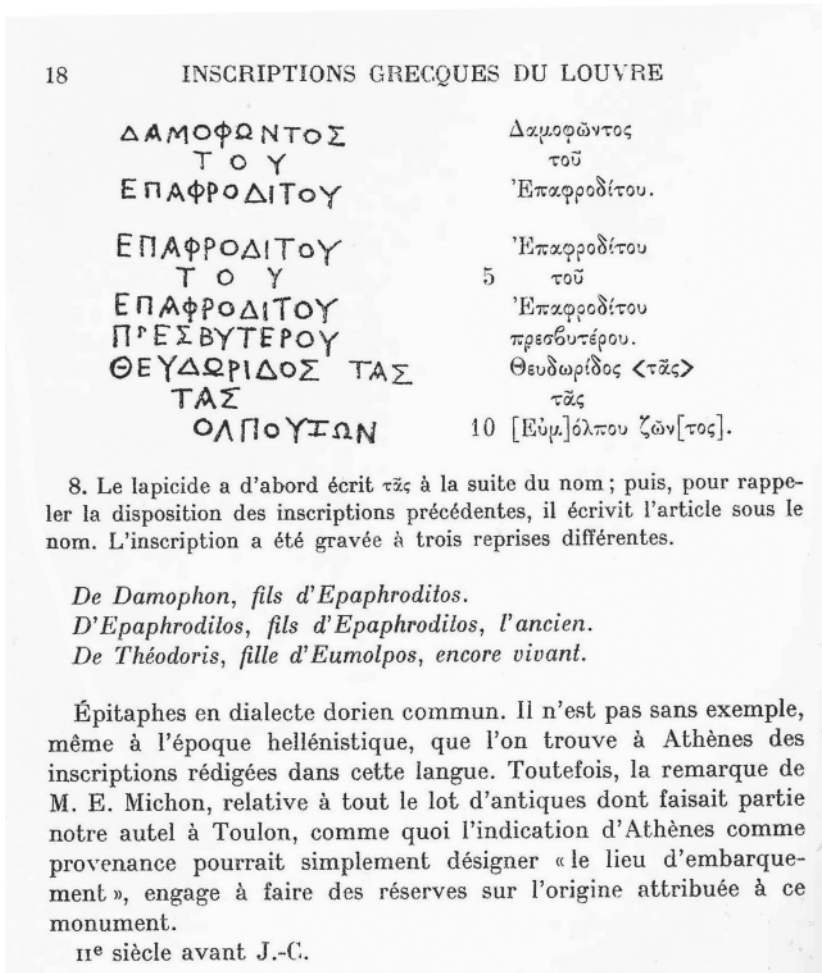 18 INSCRIPTIONS GRECQUES DU LOUVRE
ΔΑΜΟΦΩΝΤΟΣ Δαμοφῶντος
ΤΟΥ τοῦ
ΕΠΑΦΡΟΔΙΤΟΥ Ἐπαφροδίτου.
ΕΠΑΦΡΟΔΙΤΟΥ Ἐπαφροδίτου
ΤΟΥ 5 τοῦ
ΕΠΑΦΡΟΔΙΤΟΥ Ἐπαφροδίτου
ΠΡΕΣΒΥΤΕΡΟΥ πρεσϐυτέρου.
ΘΕΥΔΩΡΙΔΟΣ ΤΑΣ Θευδωρίδος <τᾶς>
ΤΑΣ τᾶς
ΟΛΠΟΥΖΩΝ 10 [Εὐμ]όλπου ζῶν[τος].
8. Le lapicide a d'abord écrit τᾶς à la suite du nom ; puis, pour rappe-
ler la disposition des inscriptions précédentes, il écrivit l'article sous le
nom. L'inscription a été gravée à trois reprises différentes.
De Damophon, fils d'Epaphroditos.
D'Epaphroditos, fils d'Epaphroditos, l'ancien.
De Théodoris, fille d'Eumolpos, encore vivant.
Épitaphes en dialecte dorien commun. Il n'est pas sans exemple,
même à l'époque hellénistique, que l'on trouve à Athènes des
inscriptions rédigées dans cette langue. Toutefois, la remarque de
M. E. Michon, relative à tout le lot d'antiques dont faisait partie
notre autel à Toulon, comme quoi l'indication d'Athènes comme
provenance pourrait simplement désigner « le lieu d'embarque-
ment », engage à faire des réserves sur l'origine attribuée à ce
monument.
IIe siècle avant J.-C.